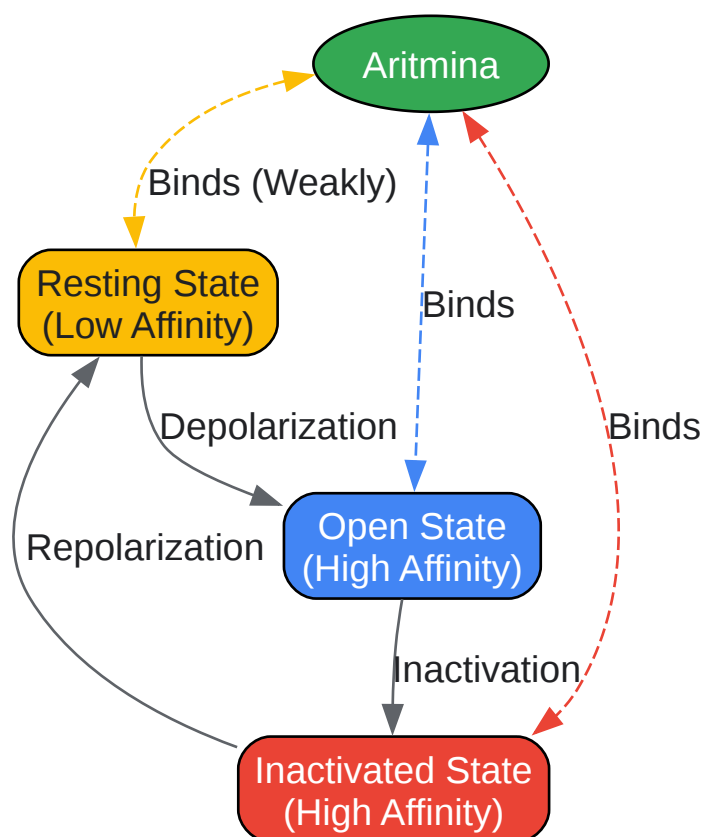 Aritmina
Binds (Weakly)
Resting State
(Low Affinity)
Binds
Depolarization
Binds
Open State
(High Affinity)
Repolarization
Inactivation
Inactivated State
(High Affinity)